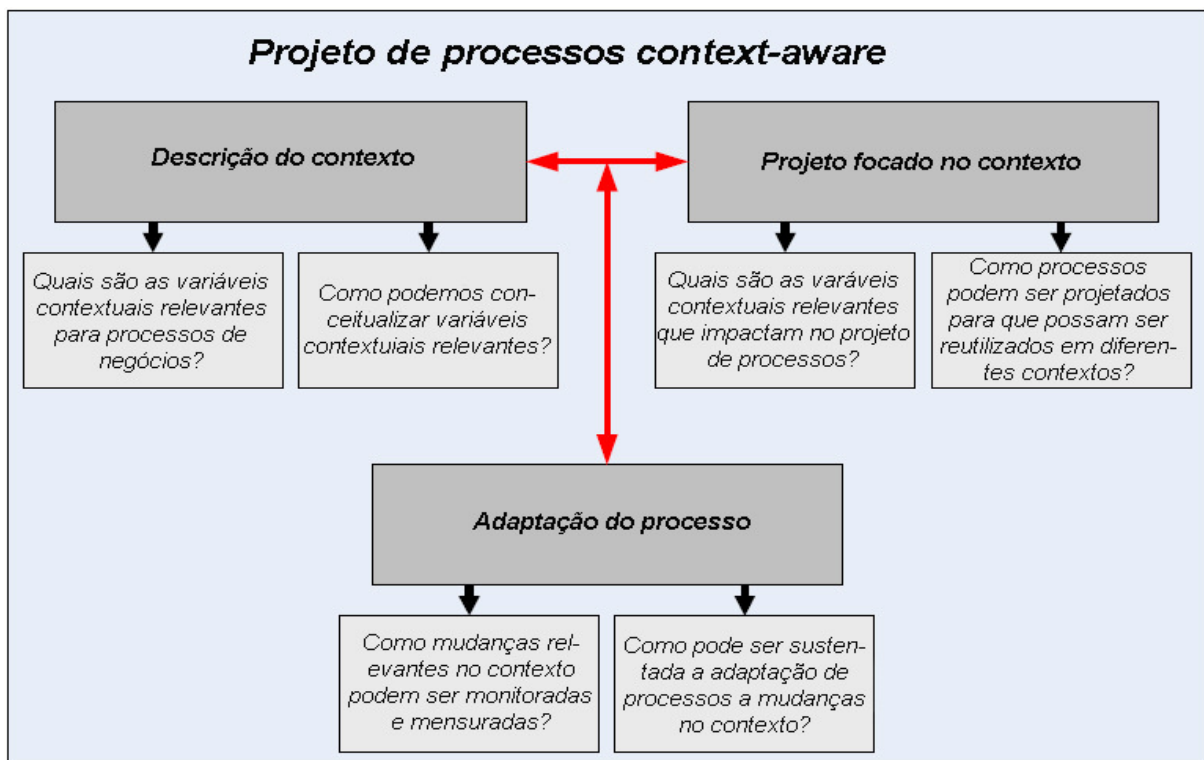 Projeto de processos context-aware
Descrição do contexto
Projeto focado no contexto
Quais são as variáveis
contextuais relevantes
para processos de
negócios?
Como podemos con-
ceitualizar variáveis
contextuiais relevantes?
Quais são as varáveis
contextuais relevantes
que impactam no projeto
de processos?
Como processos
podem ser projetados
para que possam ser
reutilizados em diferen-
tes contextos?
Adaptação do processo
Como mudanças rel-
evantes no contexto
podem ser monitoradas
e mensuradas?
Como pode ser susten-
tada a adaptação de
processos a mudanças
no contexto?